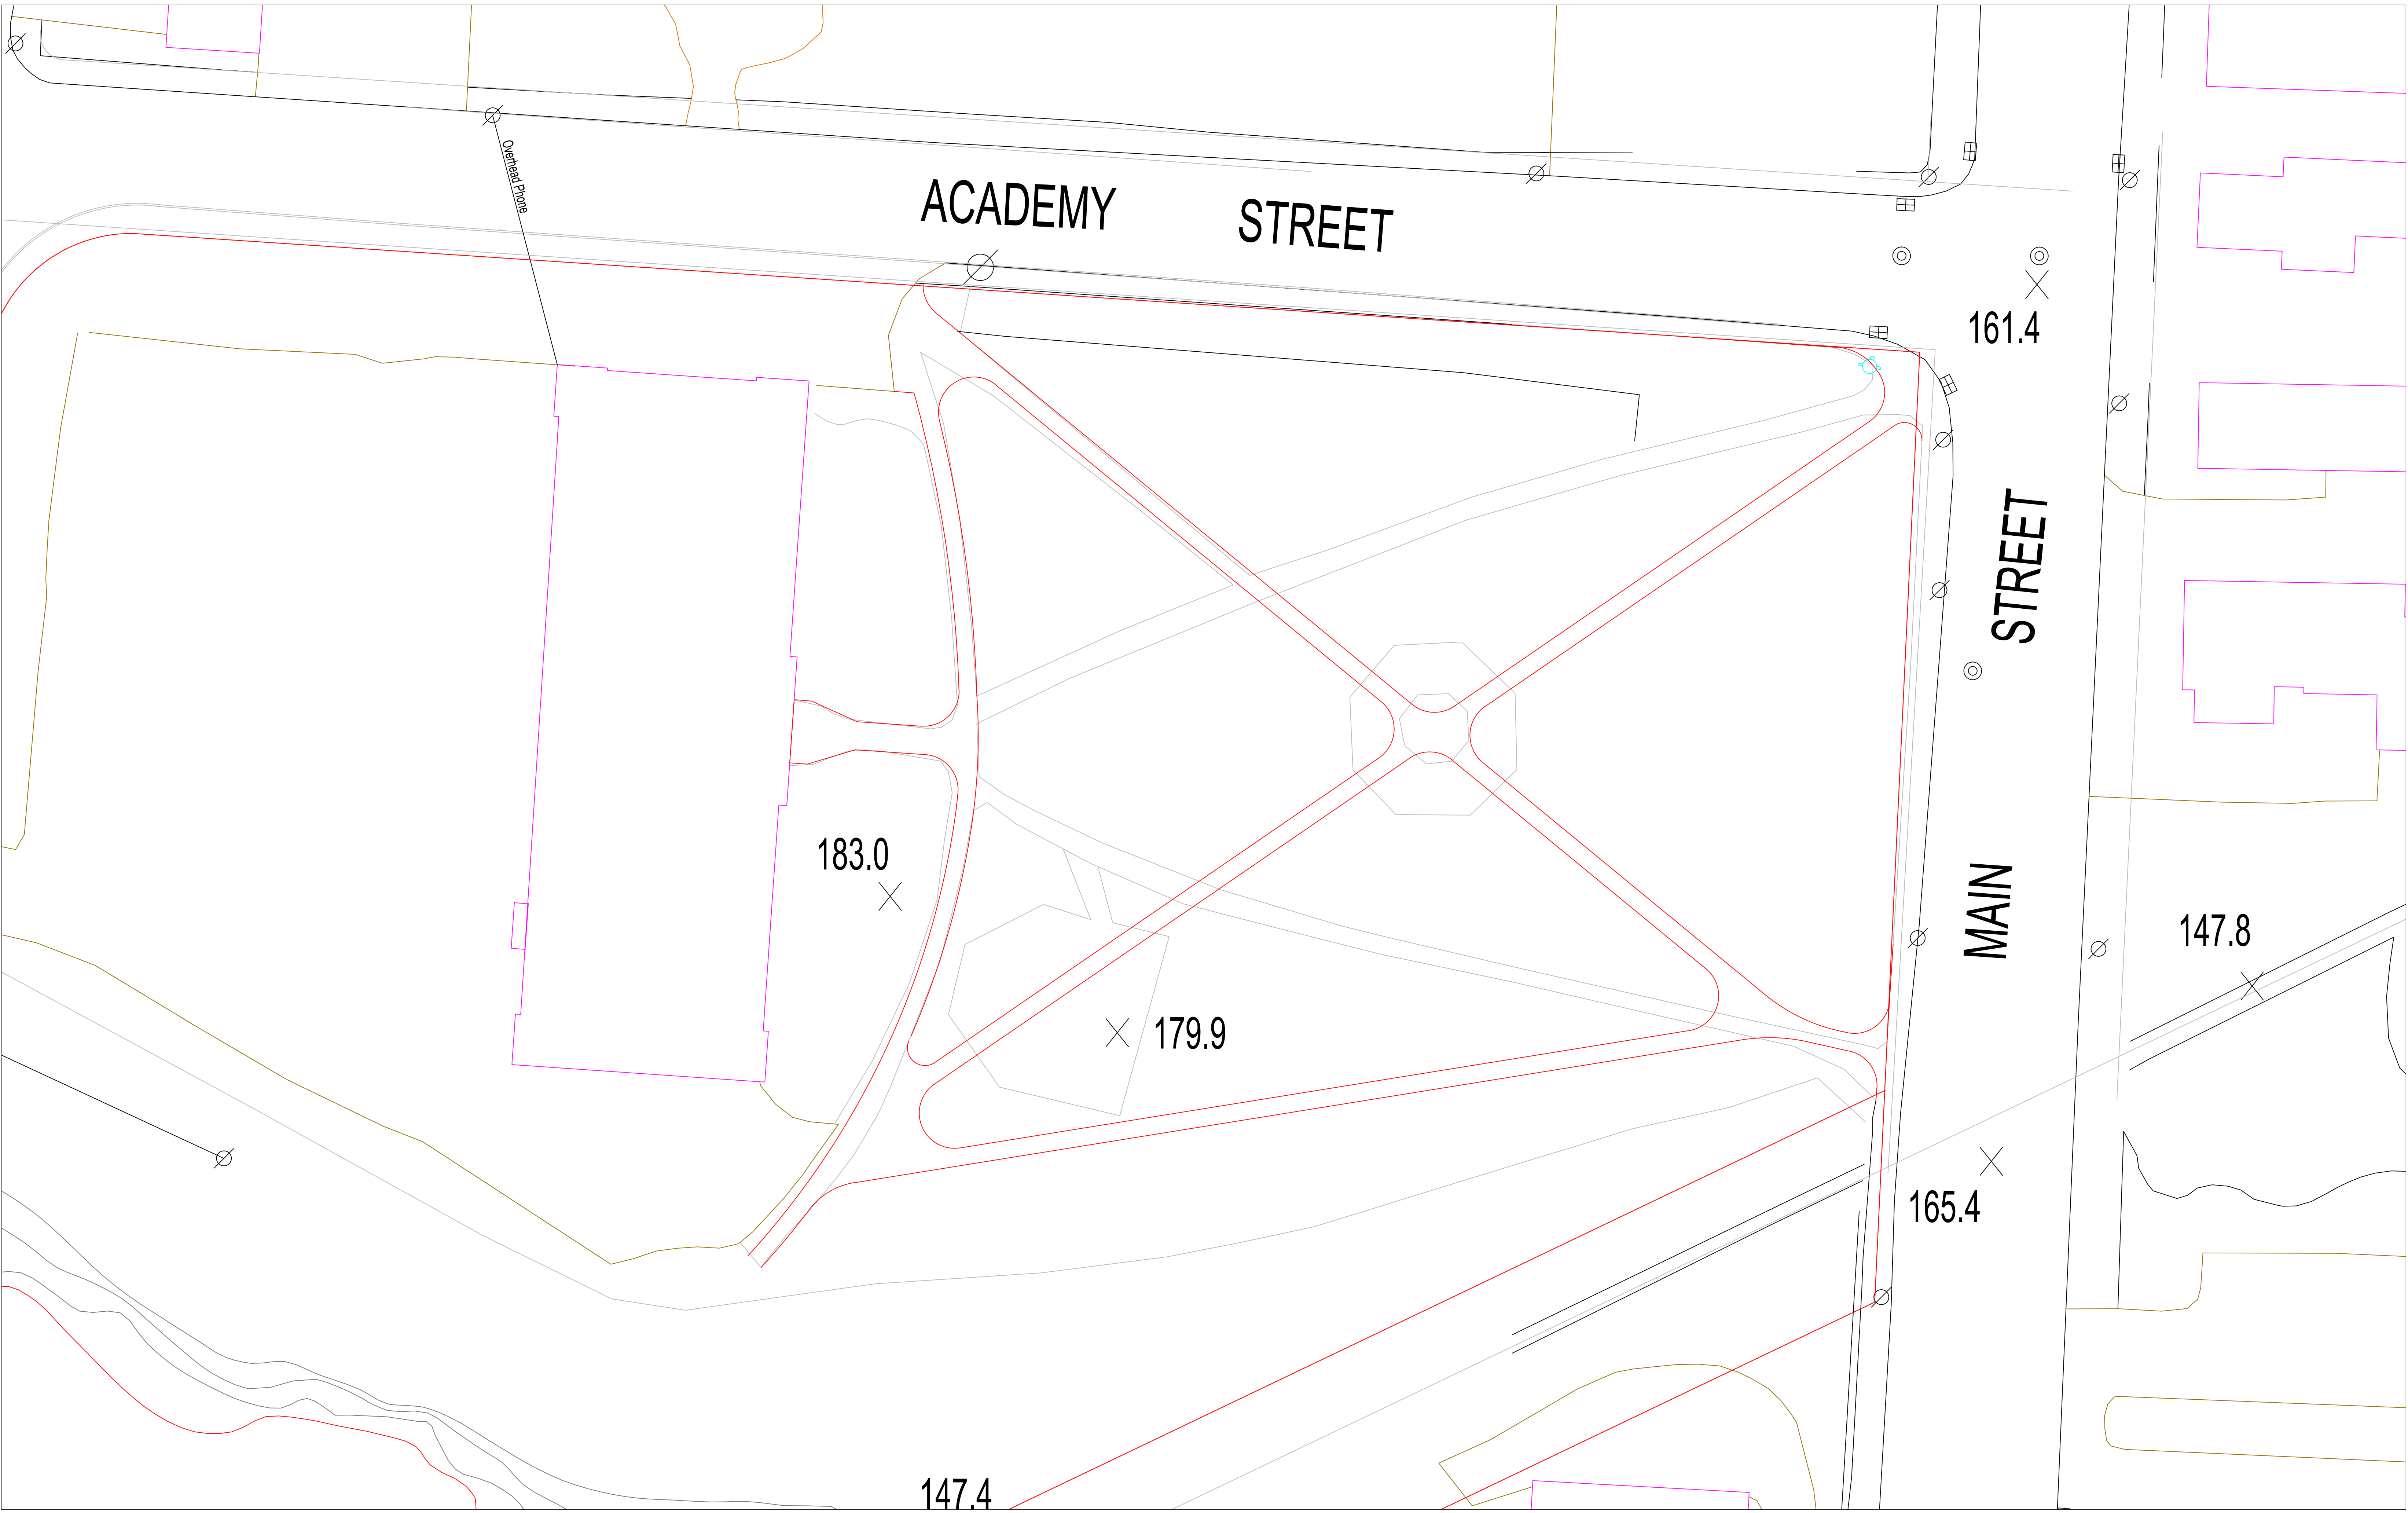 Overhead Phone
ACADEMY STREET
161.4
MAIN STREET
183.0
147.8
179.9
165.4
147.4